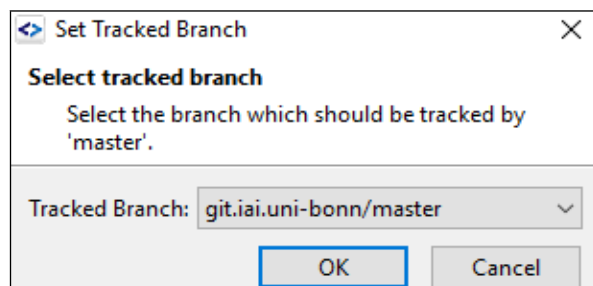 Set Tracked Branch
Select tracked branch
Select the branch which should be tracked by
'master'.
Tracked Branch: git.iai.uni-bonn/master
OK Cancel